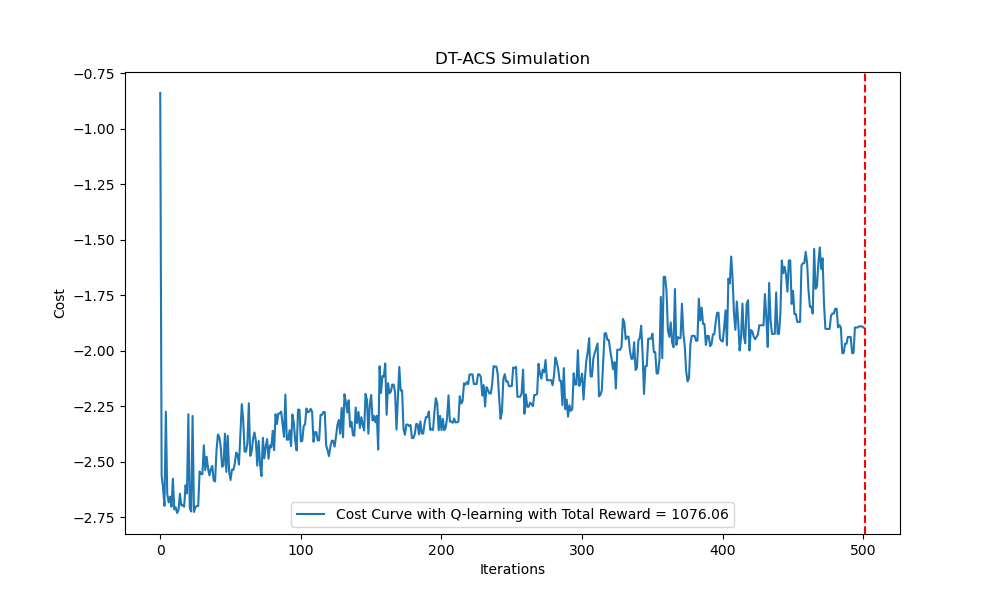 DT-ACS Simulation
−0.75
−1.00
−1.25
−1.50
−1.75
−2.00
−2.25
−2.50
−2.75
Cost
Cost Curve with Q-learning with Total Reward = 1076.06
0 100 200 300 400 500
Iterations